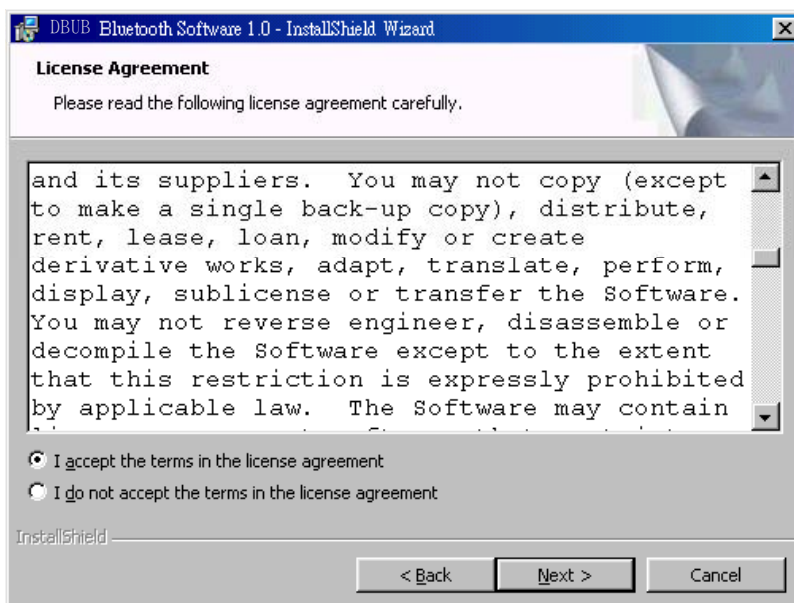 DBUB Bluetooth Software 1.0 - InstallShield Wizard
License Agreement
Please read the following license agreement carefully.
and its suppliers. You may not copy (except
to make a single back-up copy), distribute,
rent, lease, loan, modify or create
derivative works, adapt, translate, perform,
display, sublicense or transfer the Software.
You may not reverse engineer, disassemble or
decompile the Software except to the extent
that this restriction is expressly prohibited
by applicable law. The Software may contain
I accept the terms in the license agreement
I do not accept the terms in the license agreement
InstallShield
< Back Next > Cancel